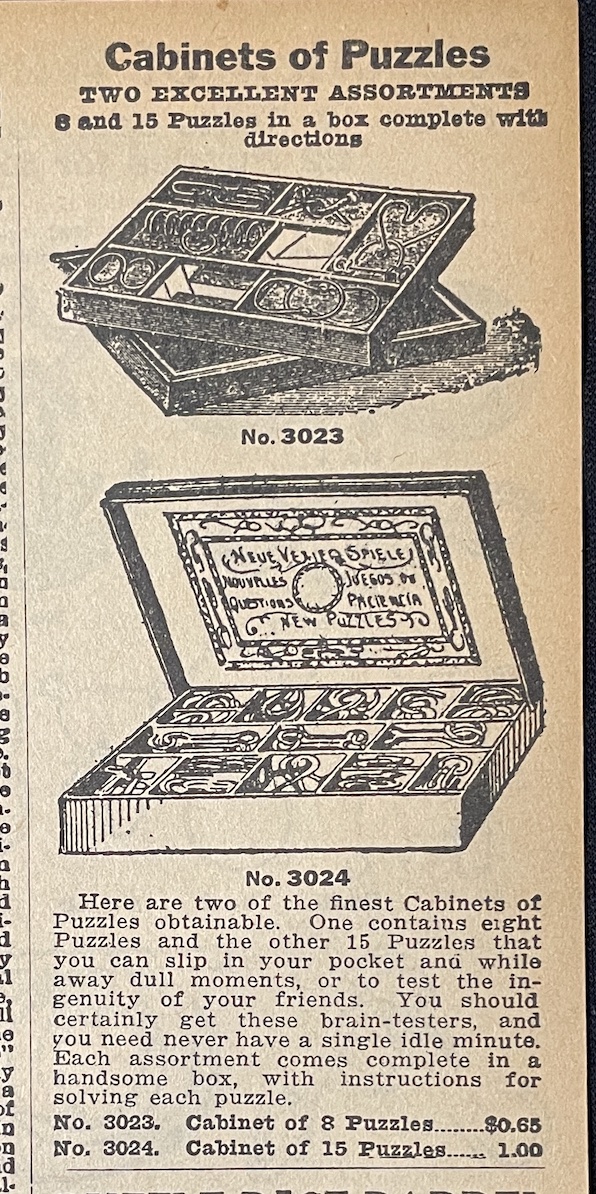 Cabinets of Puzzles
TWO EXCELLENT ASSORTMENTS
8 and 15 Puzzles in a box complete with
directions
No. 3023
NEUE VEXIER SPIELE
NOUVELLES JUEGOS DE
QUESTIONS PACIENCIA
NEW PUZZLES
No. 3024
Here are two of the finest Cabinets of
Puzzles obtainable. One contains eight
Puzzles and the other 15 Puzzles that
you can slip in your pocket and while
away dull moments, or to test the in-
genuity of your friends. You should
certainly get these brain-testers, and
you need never have a single idle minute.
Each assortment comes complete in a
handsome box, with instructions for
solving each puzzle.
No. 3023. Cabinet of 8 Puzzles........$0.65
No. 3024. Cabinet of 15 Puzzles...... 1.00